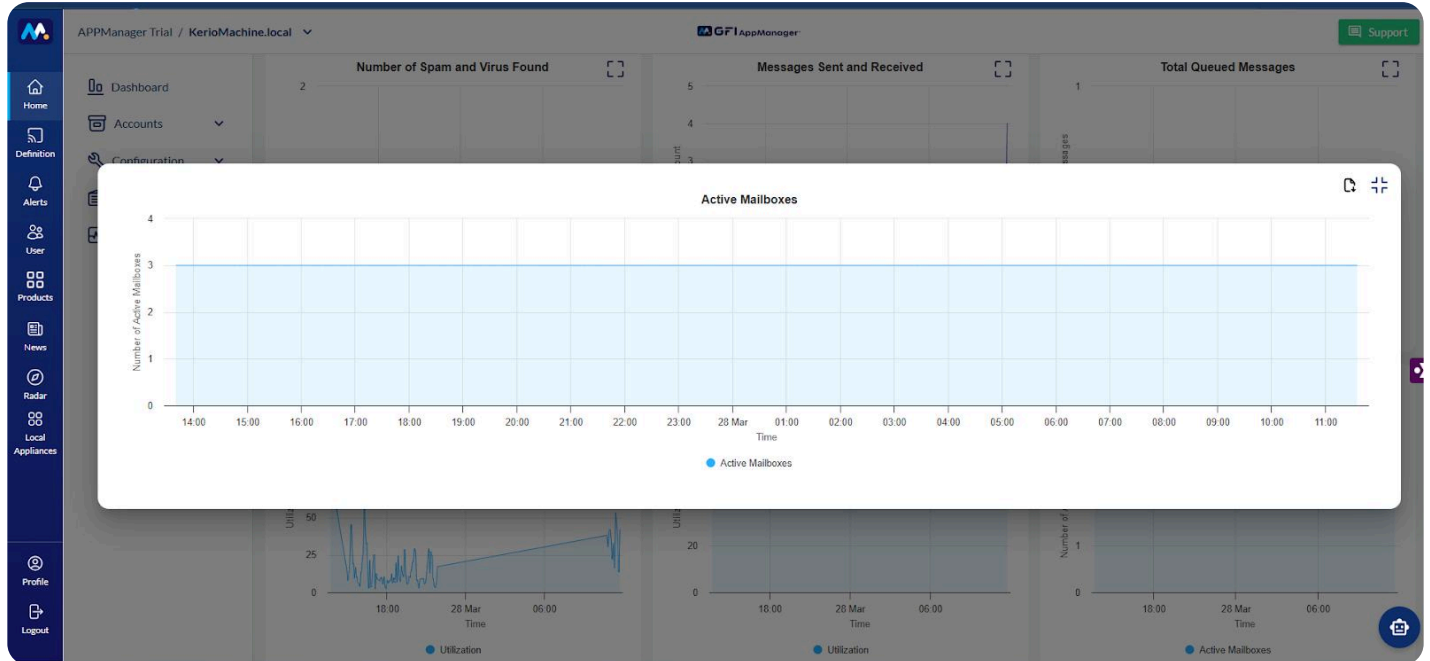 APPManager Trial / KerioMachine.local
GFI AppManager
Support
Home
Definition
Alerts
User
Products
News
Radar
Local
Appliances
Profile
Logout
Dashboard
Accounts
Configuration
Number of Spam and Virus Found
2
Messages Sent and Received
5
4
3
Total Queued Messages
1
Active Mailboxes
Number of Active Mailboxes
4
3
2
1
0
14:00 15:00 16:00 17:00 18:00 19:00 20:00 21:00 22:00 23:00 28 Mar 01:00 02:00 03:00 04:00 05:00 06:00 07:00 08:00 09:00 10:00 11:00
Time
Active Mailboxes
50
25
0
18:00 28 Mar 06:00
Time
Utilization
20
0
18:00 28 Mar 06:00
Time
Utilization
Number of
1
0
18:00 28 Mar 06:00
Time
Active Mailboxes